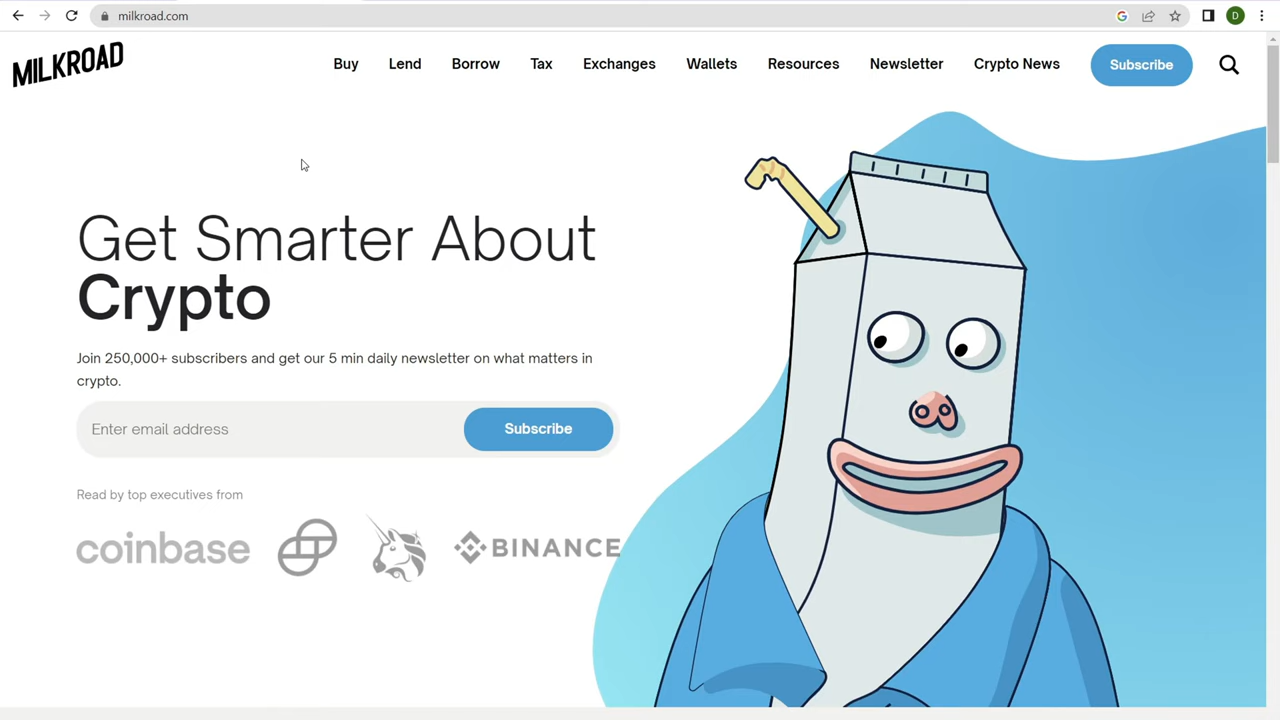 milkroad.com
D
MILKROAD
Buy Lend Borrow Tax Exchanges Wallets Resources Newsletter Crypto News Subscribe
Get Smarter About
Crypto
Join 250,000+ subscribers and get our 5 min daily newsletter on what matters in
crypto.
Enter email address Subscribe
Read by top executives from
coinbase BINANCE